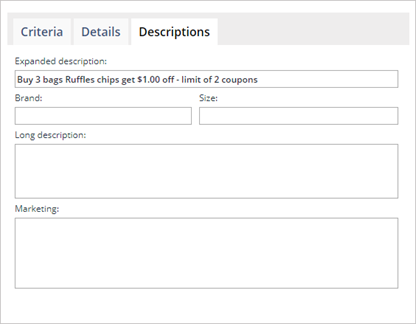 Criteria Details Descriptions
Expanded description:
Buy 3 bags Ruffles chips get $1.00 off - limit of 2 coupons
Brand: Size:
Long description:
Marketing: